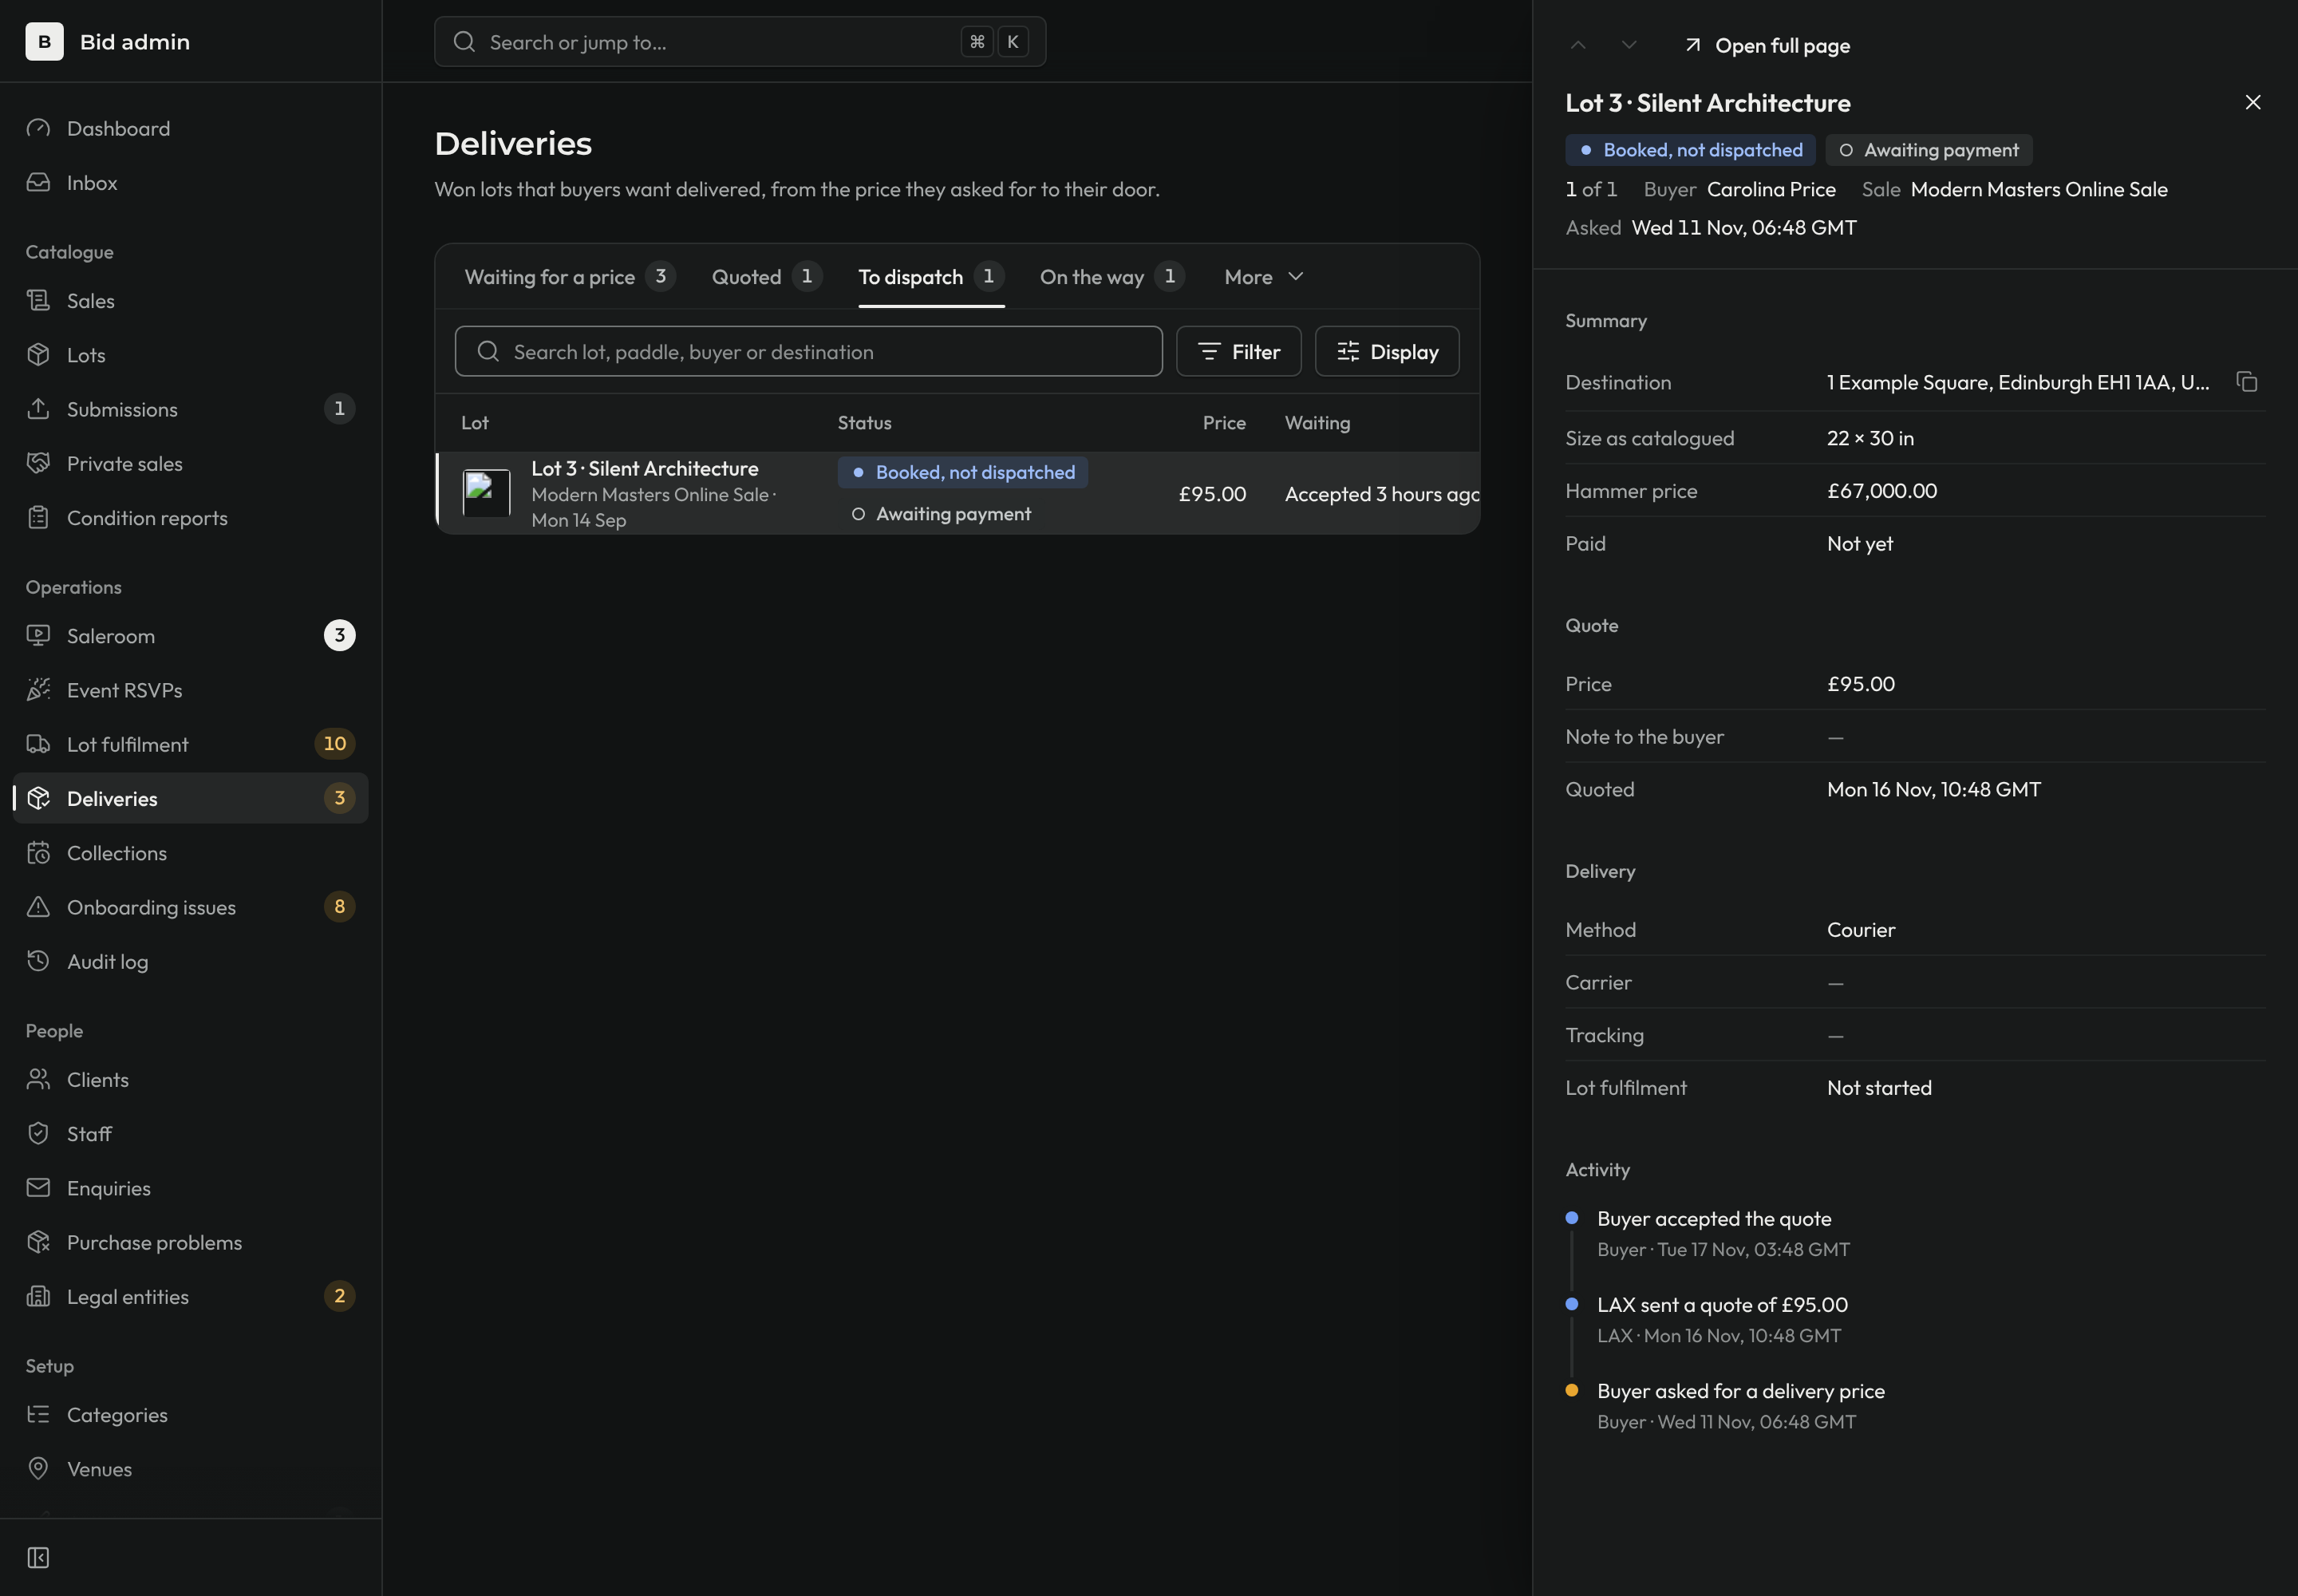 B Bid admin
Search or jump to...
⌘ K
Dashboard
Inbox
Catalogue
Sales
Lots
Submissions 1
Private sales
Condition reports
Operations
Saleroom 3
Event RSVPs
Lot fulfilment 10
Deliveries 3
Collections
Onboarding issues 8
Audit log
People
Clients
Staff
Enquiries
Purchase problems
Legal entities 2
Setup
Categories
Venues
Deliveries
Won lots that buyers want delivered, from the price they asked for to their door.
Waiting for a price 3 Quoted 1 To dispatch 1 On the way 1 More
Search lot, paddle, buyer or destination
Filter
Display
Lot Status Price Waiting
Lot 3 · Silent Architecture
Modern Masters Online Sale ·
Mon 14 Sep
Booked, not dispatched
Awaiting payment
£95.00
Accepted 3 hours ago
Open full page
Lot 3 · Silent Architecture
Booked, not dispatched
Awaiting payment
1 of 1 Buyer Carolina Price Sale Modern Masters Online Sale
Asked Wed 11 Nov, 06:48 GMT
Summary
Destination 1 Example Square, Edinburgh EH1 1AA, U...
Size as catalogued 22 × 30 in
Hammer price £67,000.00
Paid Not yet
Quote
Price £95.00
Note to the buyer —
Quoted Mon 16 Nov, 10:48 GMT
Delivery
Method Courier
Carrier —
Tracking —
Lot fulfilment Not started
Activity
Buyer accepted the quote
Buyer · Tue 17 Nov, 03:48 GMT
LAX sent a quote of £95.00
LAX · Mon 16 Nov, 10:48 GMT
Buyer asked for a delivery price
Buyer · Wed 11 Nov, 06:48 GMT